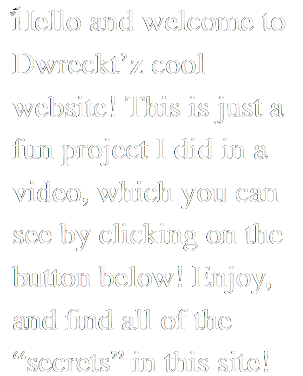 Hello and welcome to
Dwreckt’z cool
website! This is just a
fun project I did in a
video, which you can
see by clicking on the
button below! Enjoy,
and find all of the
“secrets” in this site!